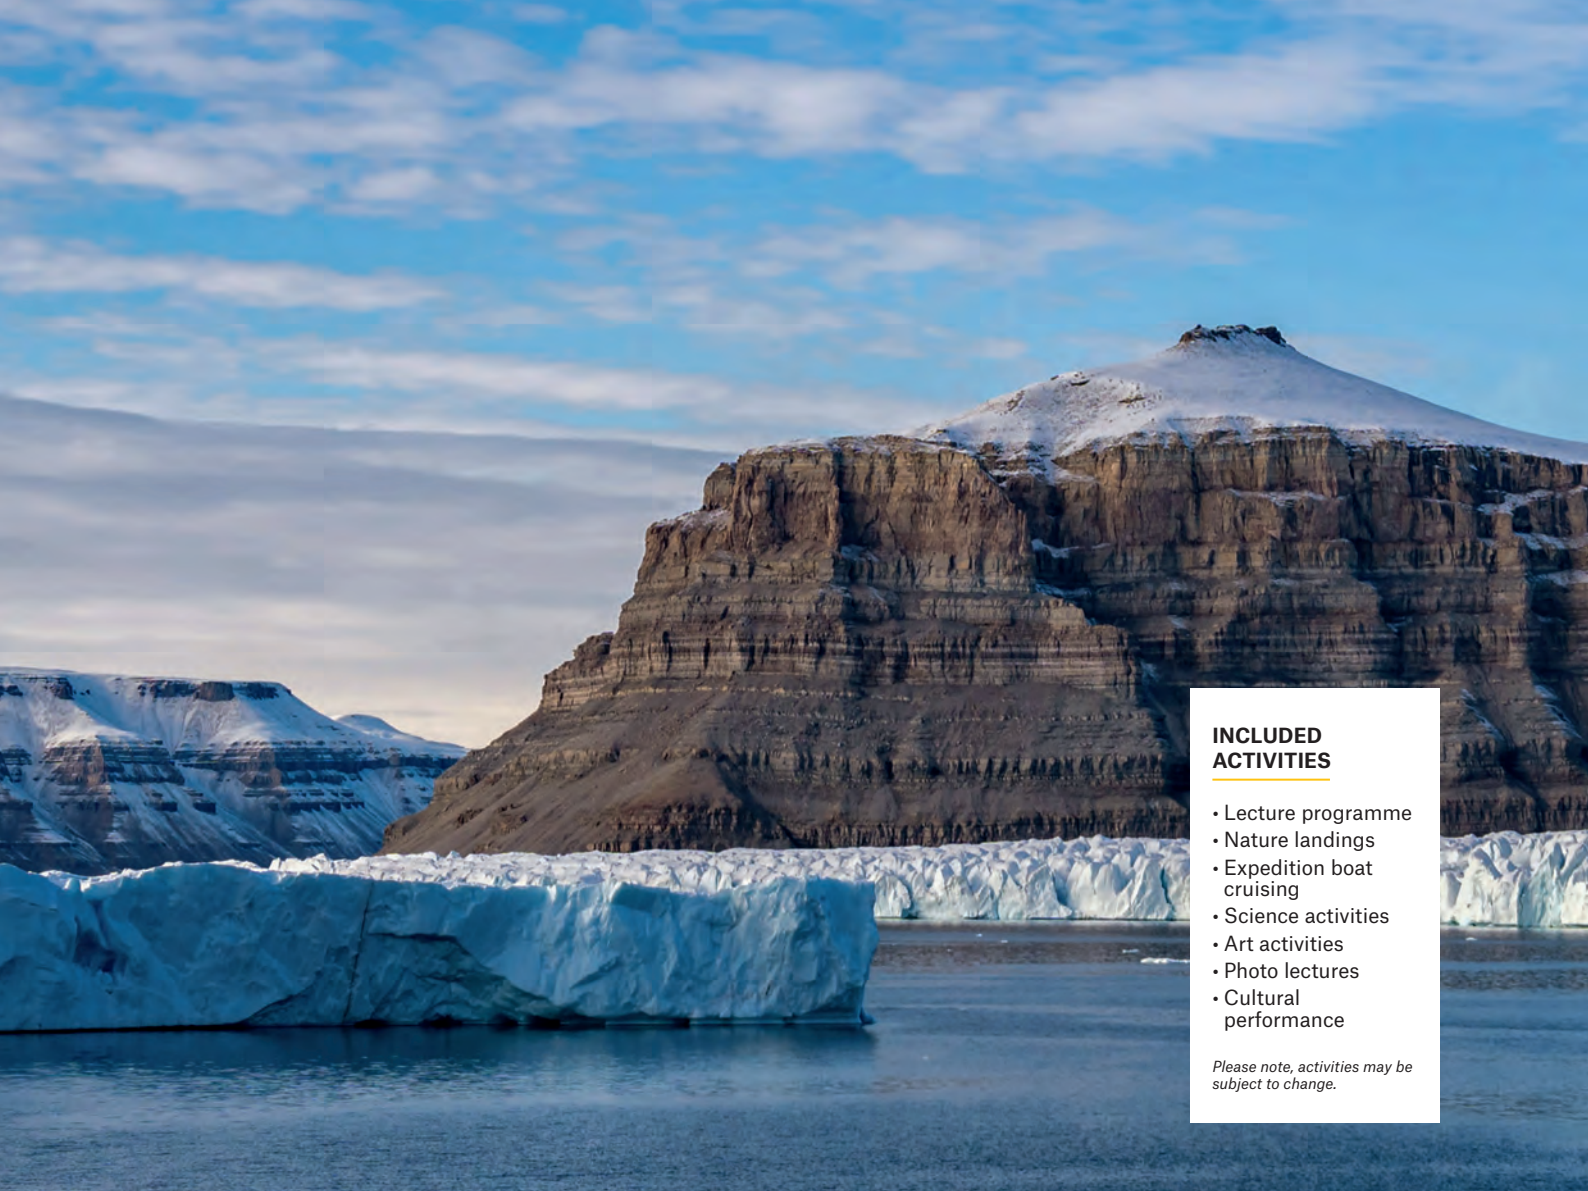 INCLUDED
ACTIVITIES
• Lecture programme
• Nature landings
• Expedition boat
cruising
• Science activities
• Art activities
• Photo lectures
• Cultural
performance
Please note, activities may be
subject to change.